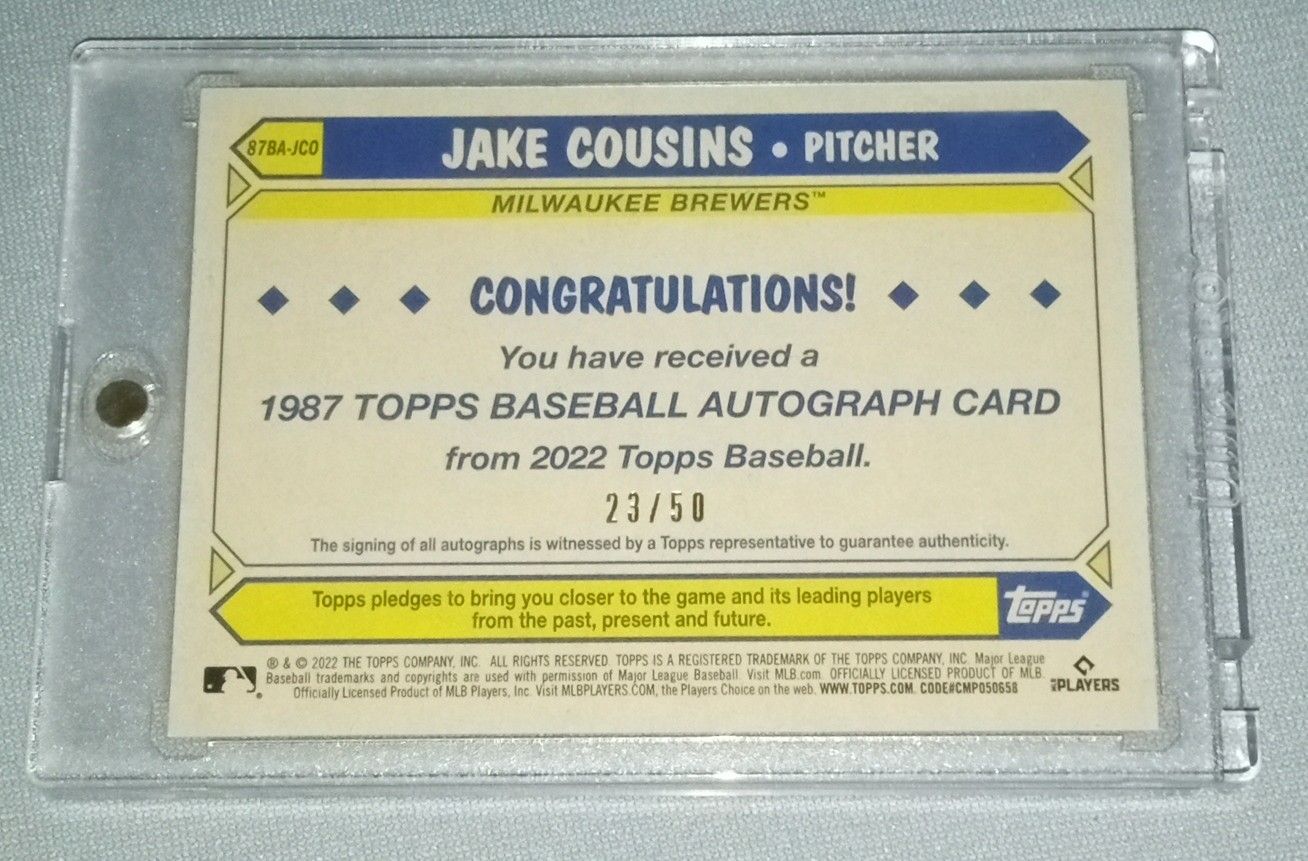 87BA-JCO
JAKE COUSINS • PITCHER
MILWAUKEE BREWERS™
CONGRATULATIONS!
You have received a
1987 TOPPS BASEBALL AUTOGRAPH CARD
from 2022 Topps Baseball.
23/50
The signing of all autographs is witnessed by a Topps representative to guarantee authenticity.
Topps pledges to bring you closer to the game and its leading players
from the past, present and future.
topps®
® & © 2022 THE TOPPS COMPANY, INC. ALL RIGHTS RESERVED. TOPPS IS A REGISTERED TRADEMARK OF THE TOPPS COMPANY, INC. Major League
Baseball trademarks and copyrights are used with permission of Major League Baseball. Visit MLB.com. OFFICIALLY LICENSED PRODUCT OF MLB
Officially Licensed Product of MLB Players, Inc. Visit MLBPLAYERS.COM, the Players Choice on the web. WWW.TOPPS.COM. CODE#CMP050658
PLAYERS